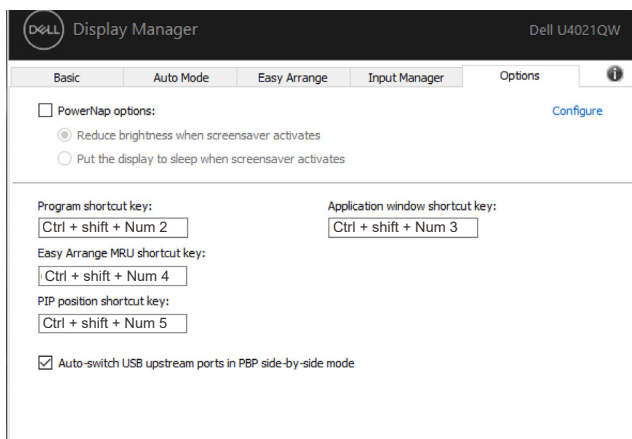 DELL Display Manager Dell U4021QW
Basic Auto Mode Easy Arrange Input Manager Options i
PowerNap options: Configure
Reduce brightness when screensaver activates
Put the display to sleep when screensaver activates
Program shortcut key: Application window shortcut key:
Ctrl + shift + Num 2 Ctrl + shift + Num 3
Easy Arrange MRU shortcut key:
Ctrl + shift + Num 4
PIP position shortcut key:
Ctrl + shift + Num 5
Auto-switch USB upstream ports in PBP side-by-side mode